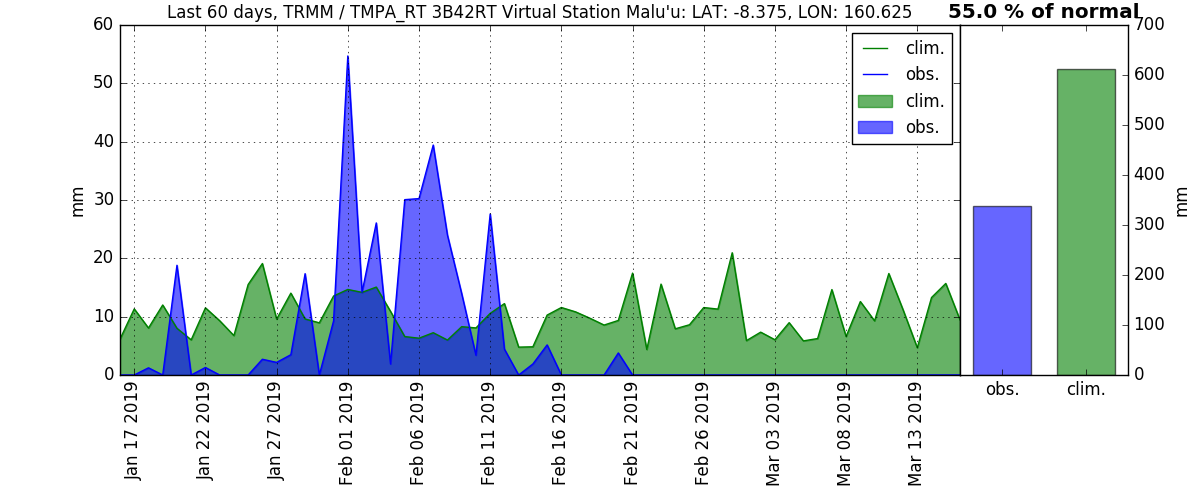 Last 60 days, TRMM / TMPA_RT 3B42RT Virtual Station Malu'u: LAT: -8.375, LON: 160.625
55.0 % of normal
60
50
40
30
20
10
0
mm
clim.
obs.
clim.
obs.
700
600
500
400
300
200
100
0
mm
obs.
clim.
Jan 17 2019
Jan 22 2019
Jan 27 2019
Feb 01 2019
Feb 06 2019
Feb 11 2019
Feb 16 2019
Feb 21 2019
Feb 26 2019
Mar 03 2019
Mar 08 2019
Mar 13 2019